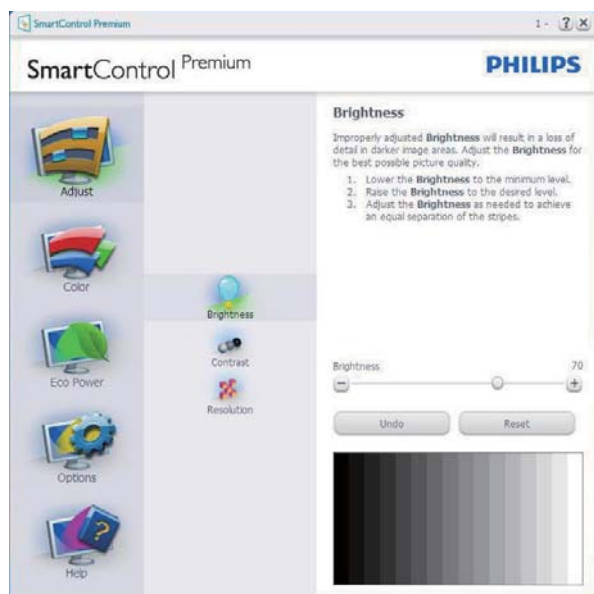 SmartControl Premium
1 -
?
SmartControl Premium
PHILIPS
Adjust
Color
Eco Power
Options
?
Help
Brightness
Contrast
Resolution
Brightness
Improperly adjusted Brightness will result in a loss of
detail in darker image areas. Adjust the Brightness for
the best possible picture quality.
1. Lower the Brightness to the minimum level.
2. Raise the Brightness to the desired level.
3. Adjust the Brightness as needed to achieve
an equal separation of the stripes.
Brightness 70
Undo Reset